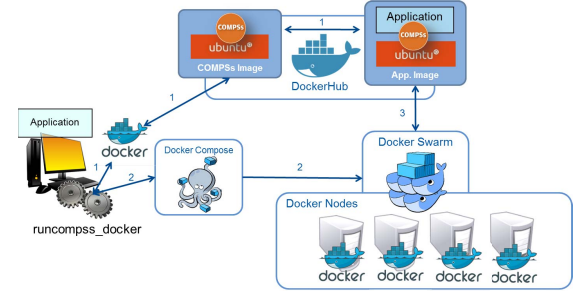 COMPSs
ubuntu®
COMPSs Image
1
DockerHub
Application
COMPSs
ubuntu®
App. Image
1
3
Application
docker
1
2
runcompss_docker
Docker Compose
2
Docker Swarm
Docker Nodes
docker
docker
docker
docker